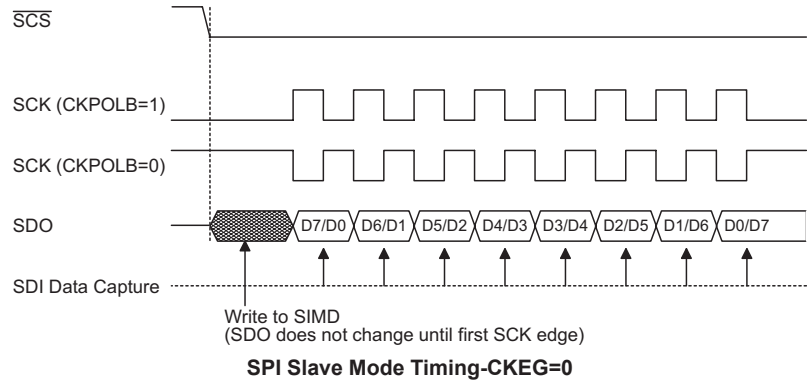 SCS
SCK (CKPOLB=1)
SCK (CKPOLB=0)
SDO
D7/D0 D6/D1 D5/D2 D4/D3 D3/D4 D2/D5 D1/D6 D0/D7
SDI Data Capture
Write to SIMD
(SDO does not change until first SCK edge)
SPI Slave Mode Timing-CKEG=0